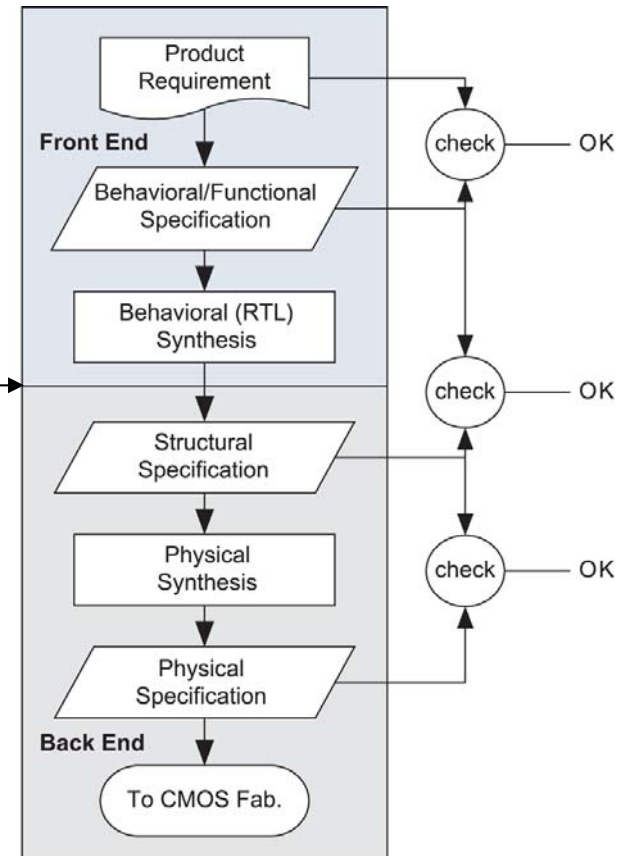 Product
Requirement
check
OK
Front End
Behavioral/Functional
Specification
Behavioral (RTL)
Synthesis
check
OK
Structural
Specification
Physical
Synthesis
check
OK
Physical
Specification
Back End
To CMOS Fab.